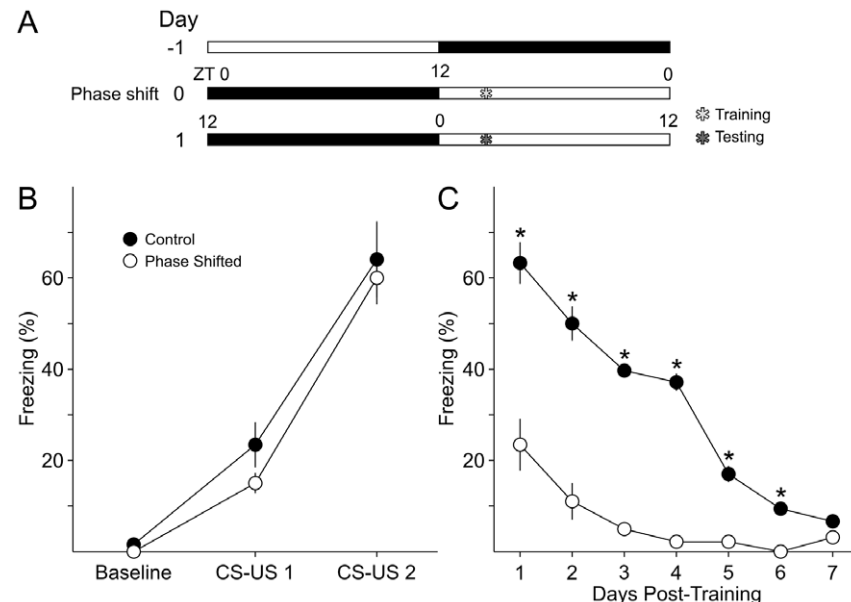 A
Day
-1
ZT 0 12 0
Phase shift 0
12 0 12
1
Training
Testing
B
Control
Phase Shifted
Freezing (%)
60
40
20
Baseline CS-US 1 CS-US 2
C
* * * * * *
Freezing (%)
60
40
20
1 2 3 4 5 6 7
Days Post-Training